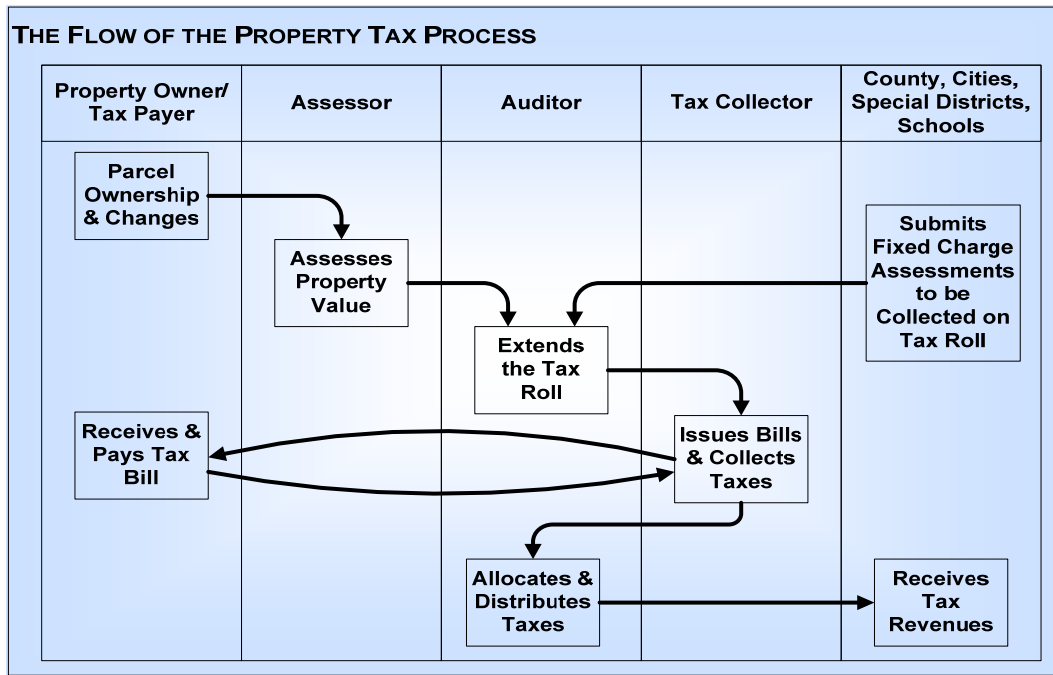 THE FLOW OF THE PROPERTY TAX PROCESS
Property Owner/
Tax Payer
Assessor
Auditor
Tax Collector
County, Cities,
Special Districts,
Schools
Parcel
Ownership
& Changes
Assesses
Property
Value
Submits
Fixed Charge
Assessments
to be
Collected on
Tax Roll
Extends
the Tax
Roll
Receives &
Pays Tax
Bill
Issues Bills
& Collects
Taxes
Allocates &
Distributes
Taxes
Receives
Tax
Revenues